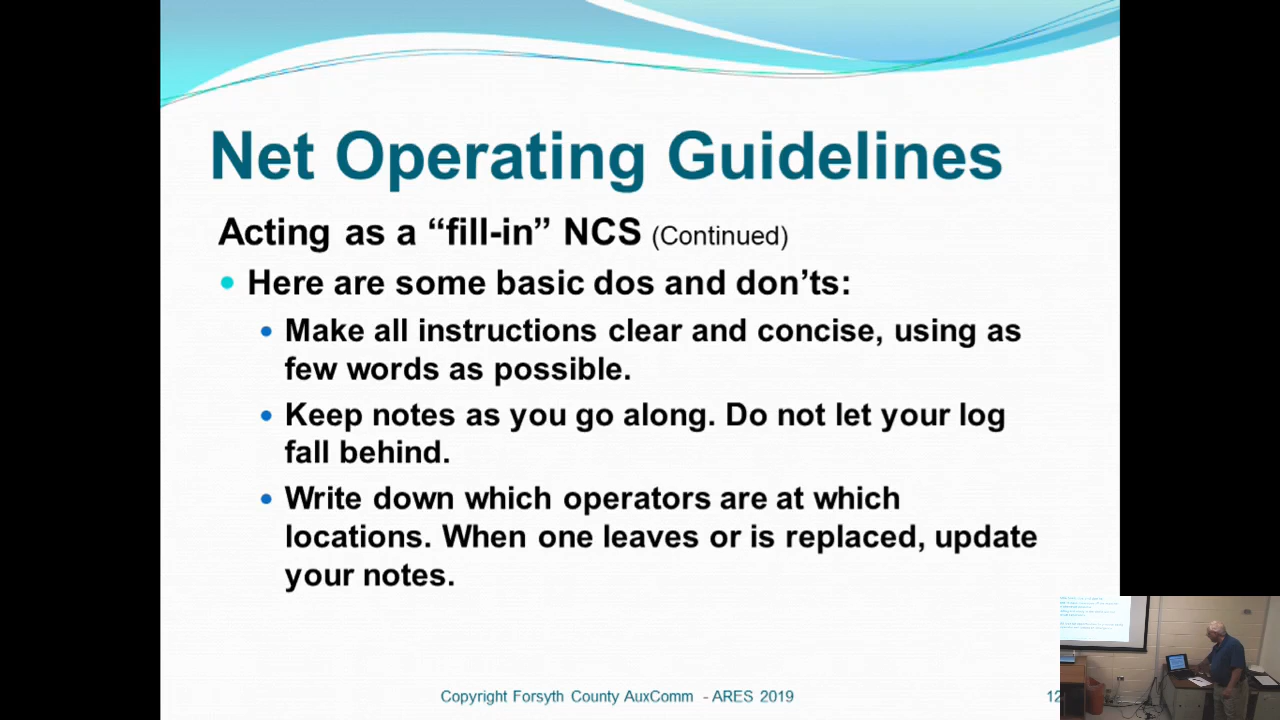 Net Operating Guidelines
Acting as a “fill-in” NCS (Continued)
Here are some basic dos and don’ts:
Make all instructions clear and concise, using as
few words as possible.
Keep notes as you go along. Do not let your log
fall behind.
Write down which operators are at which
locations. When one leaves or is replaced, update
your notes.
Copyright Forsyth County AuxComm - ARES 2019
12